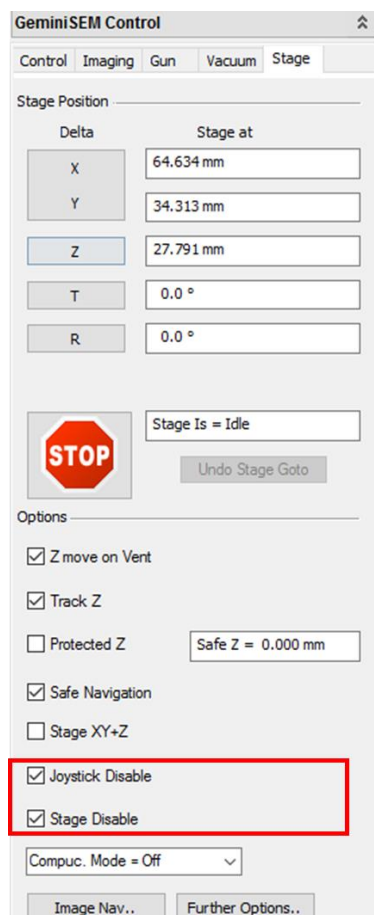 GeminiSEM Control
Control Imaging Gun Vacuum Stage
Stage Position
Delta Stage at
X 64.634 mm
Y 34.313 mm
Z 27.791 mm
T 0.0 °
R 0.0 °
STOP
Stage Is = Idle
Undo Stage Goto
Options
Z move on Vent
Track Z
Protected Z Safe Z = 0.000 mm
Safe Navigation
Stage XY+Z
Joystick Disable
Stage Disable
Compuc. Mode = Off
Image Nav.. Further Options..